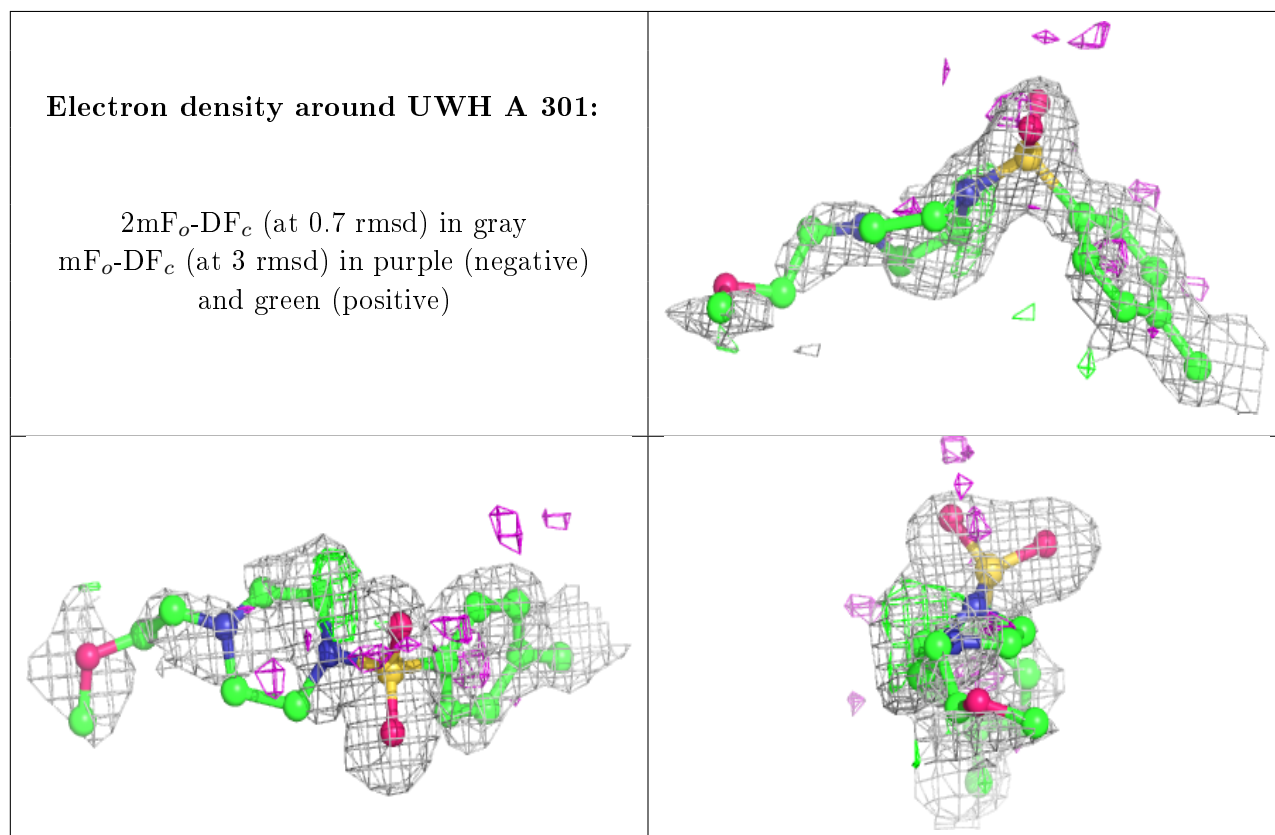 Electron density around UWH A 301:
2mFo-DFc (at 0.7 rmsd) in gray
mFo-DFc (at 3 rmsd) in purple (negative)
and green (positive)